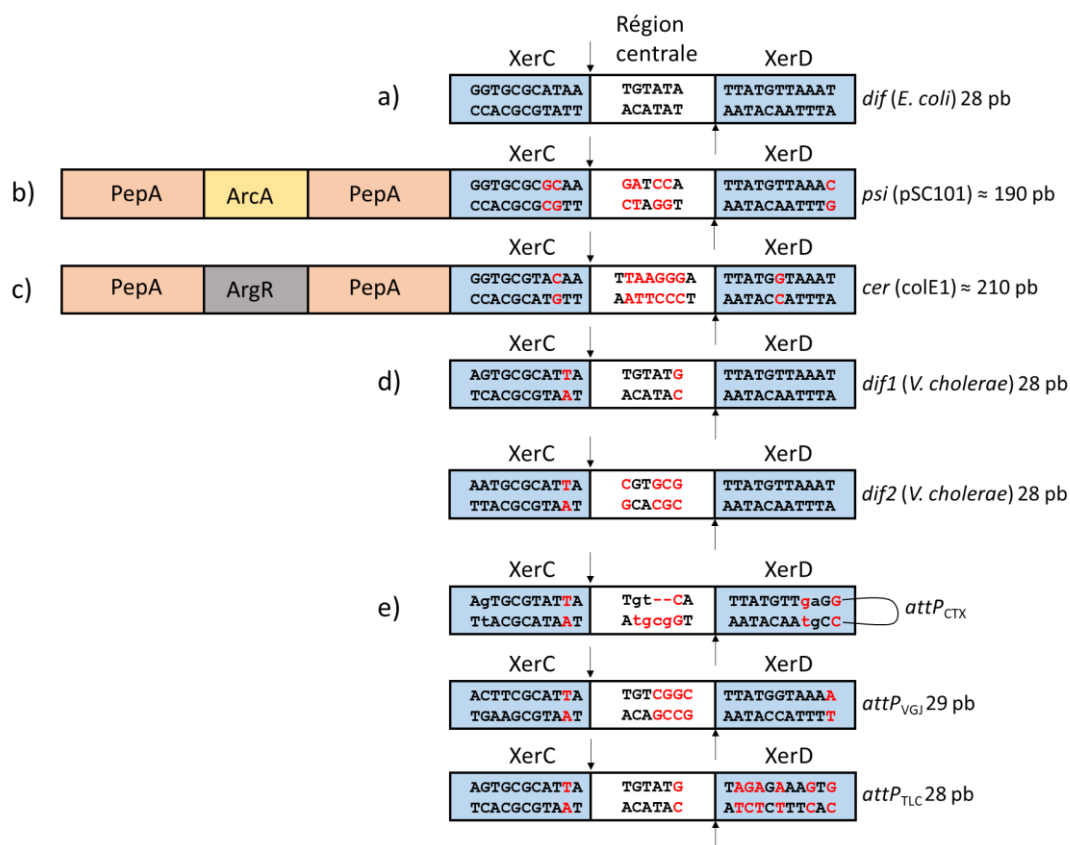 Région
centrale
XerC XerD
a) GGTGCGCATAA TGTATA TTATGTTAAAT
CCACGCGTATT ACATAT AATACAATTTA
dif (E. coli) 28 pb
XerC XerD
b) PepA ArcA PepA GGTGCGCGCAA GATCCA TTATGTTAAAC
CCACGCGCGTT CTAGGT AATACAATTTG
psi (pSC101) ≈ 190 pb
XerC XerD
c) PepA ArgR PepA GGTGCGTACAA TTAAGGGA TTATGGTAAAT
CCACGCATGTT AATTCCCT AATACCATTTA
cer (colE1) ≈ 210 pb
XerC XerD
d) AGTGCGCATTA TGTATG TTATGTTAAAT
TCACGCGTAAT ACATAC AATACAATTTA
dif1 (V. cholerae) 28 pb
XerC XerD
AATGCGCATTA CGTGCG TTATGTTAAAT
TTACGCGTAAT GCACGC AATACAATTTA
dif2 (V. cholerae) 28 pb
XerC XerD
e) AgTGCGTATTA Tgt--CA TTATGTTgaGG
TtACGCATAAT AtgcgGT AATACAAtgCC
attPCTX
XerC XerD
ACTTCGCATTA TGTCGGC TTATGGTAAAA
TGAAGCGTAAT ACAGCCG AATACCATTTT
attPVGJ 29 pb
XerC XerD
AGTGCGCATTA TGTATG TAGAGAAAGTG
TCACGCGTAAT ACATAC ATCTCTTTCAC
attPTLC 28 pb